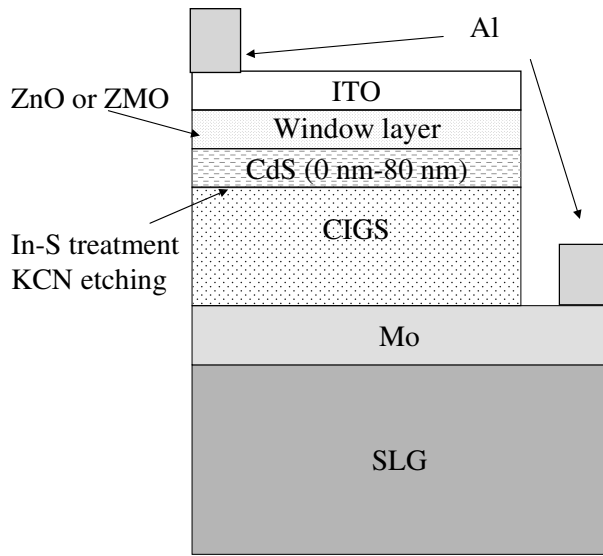 Al
ITO
ZnO or ZMO
Window layer
CdS (0 nm-80 nm)
In-S treatment
KCN etching
CIGS
Mo
SLG